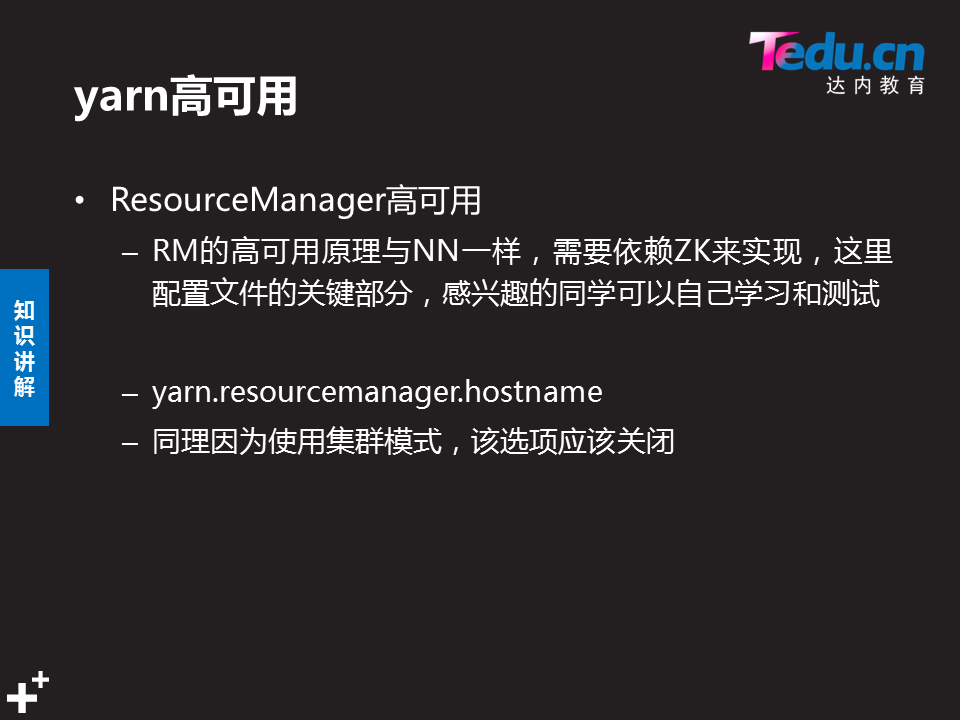 Tedu.cn
达内教育
yarn高可用
• ResourceManager高可用
– RM的高可用原理与NN一样，需要依赖ZK来实现，这里
配置文件的关键部分，感兴趣的同学可以自己学习和测试
知识讲解
– yarn.resourcemanager.hostname
– 同理因为使用集群模式，该选项应该关闭